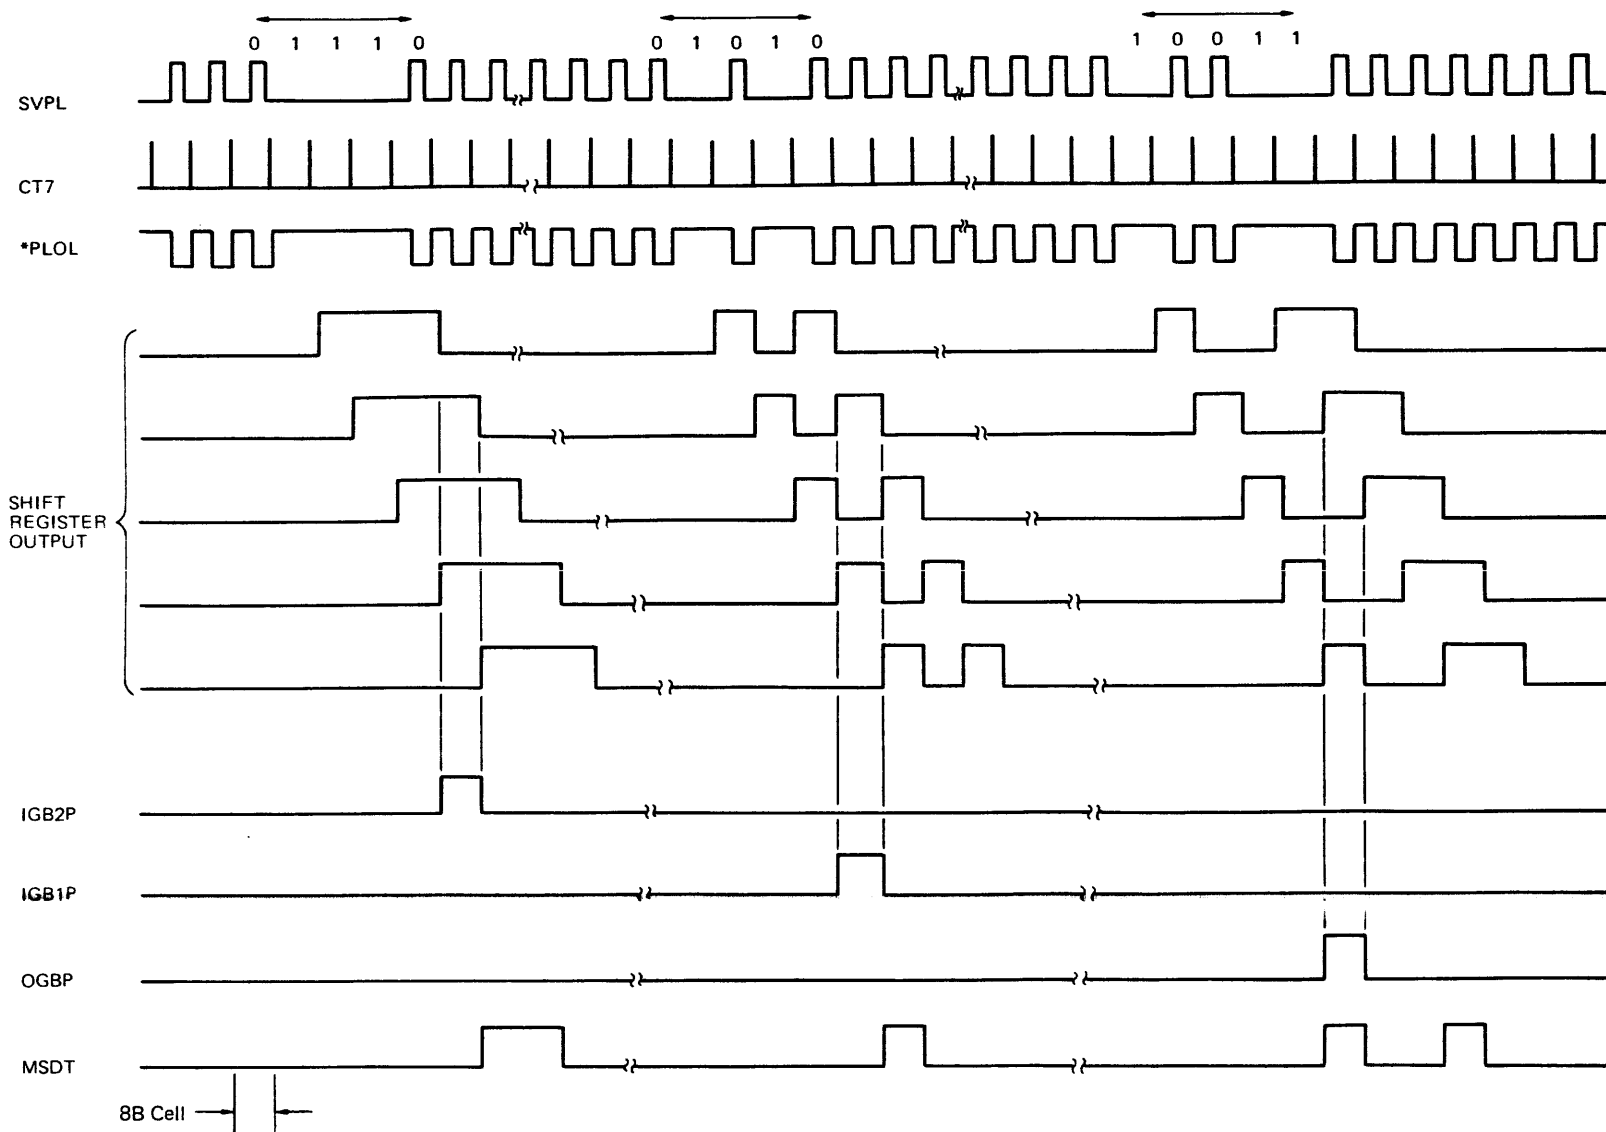 0 1 1 1 0 0 1 0 1 0 1 0 0 1 1
SVPL
CT7
*PLOL
SHIFT
REGISTER
OUTPUT
IGB2P
IGB1P
OGBP
MSDT
8B Cell